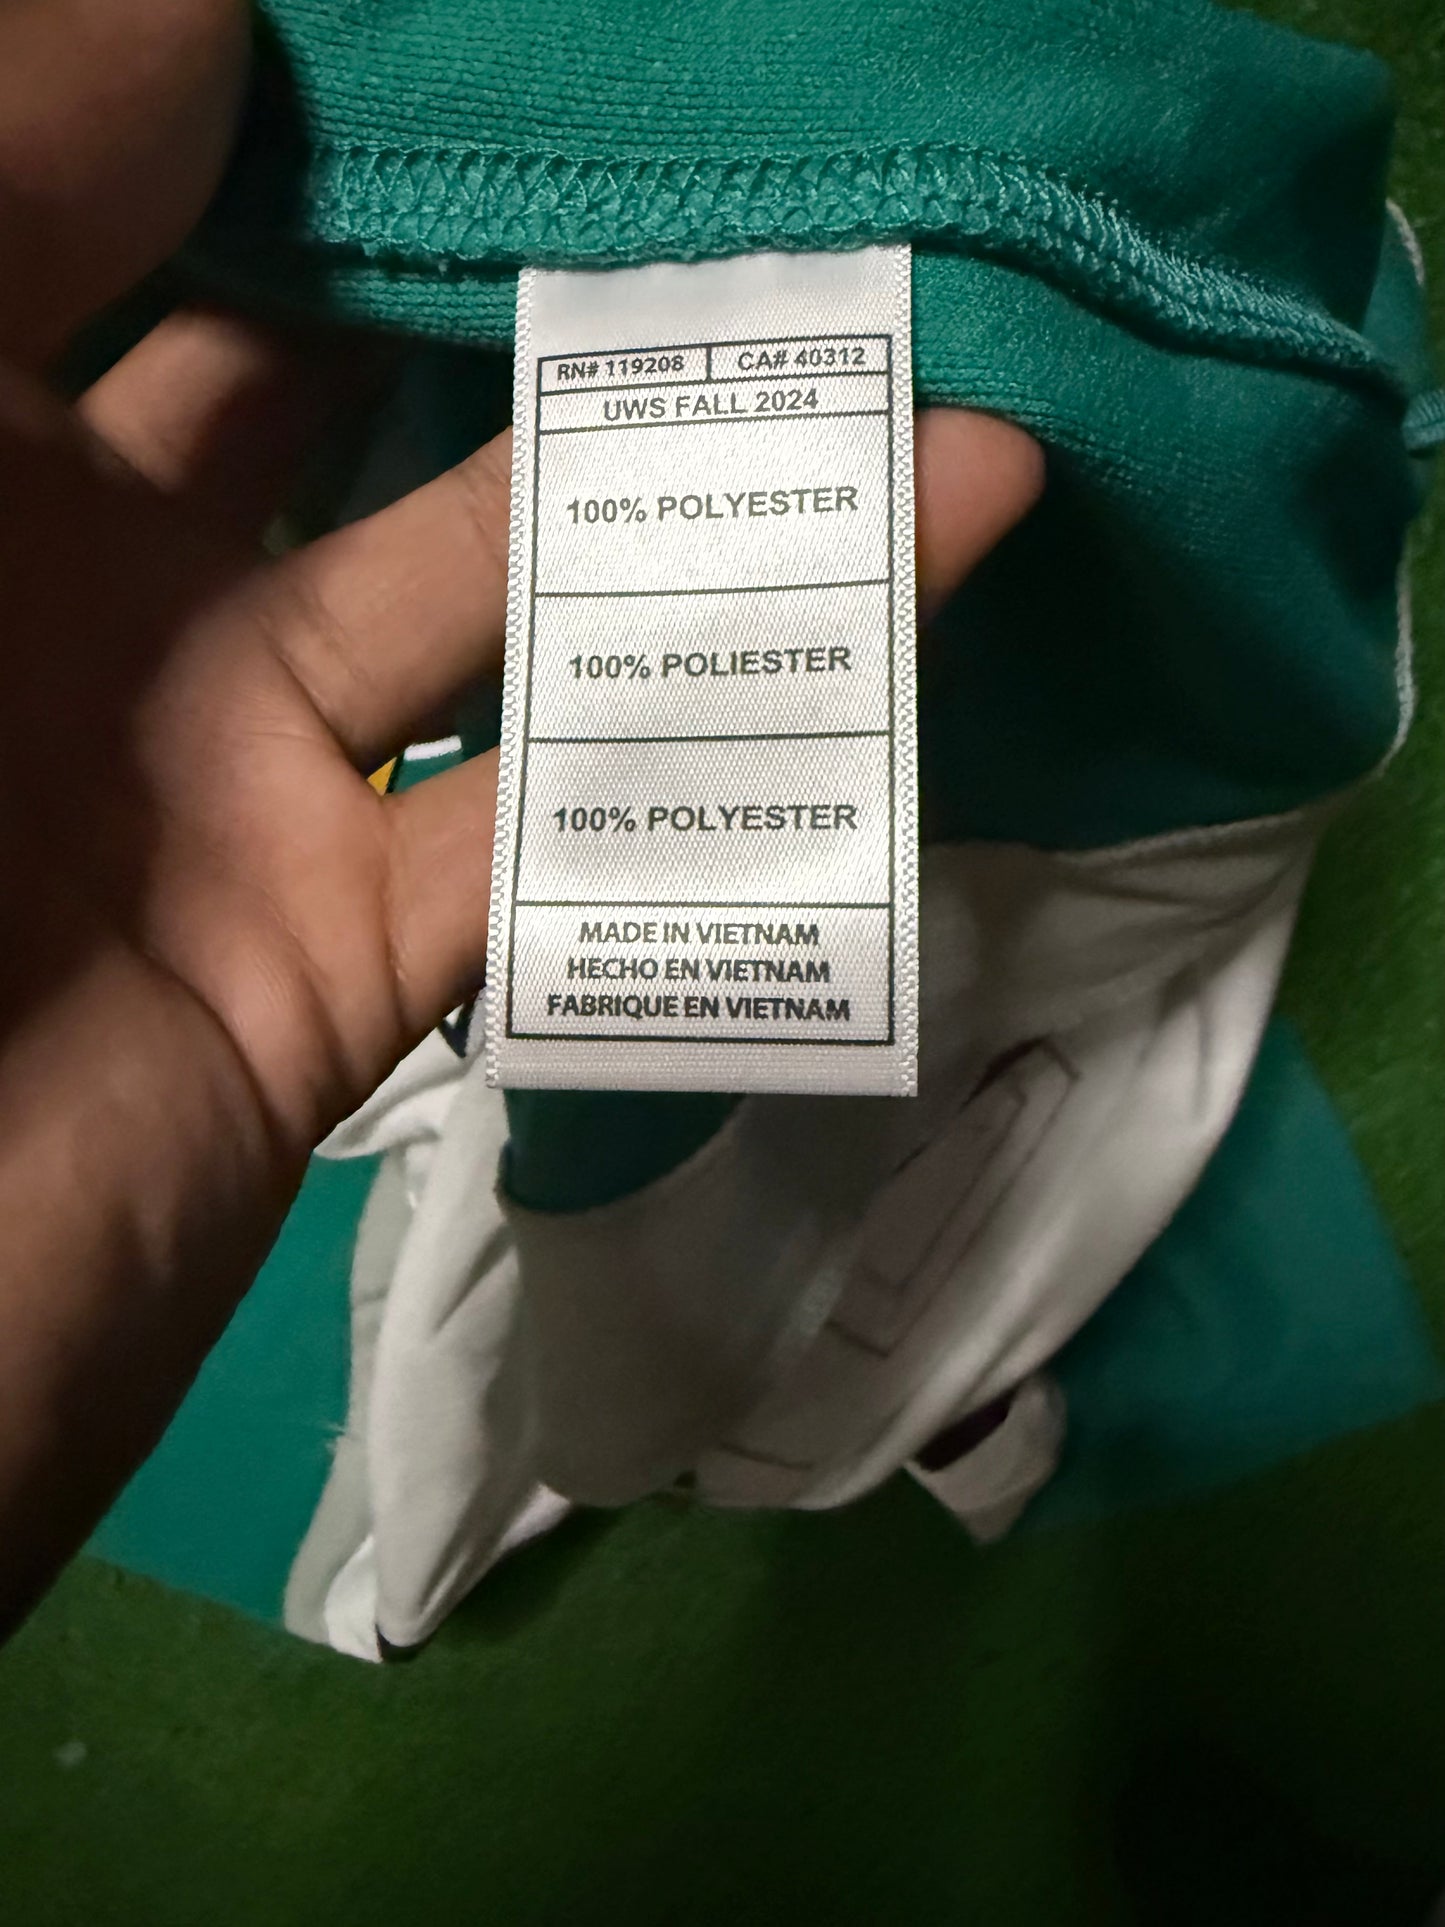 RN# 119208 CA# 40312
UWS FALL 2024
100% POLYESTER
100% POLIESTER
100% POLYESTER
MADE IN VIETNAM
HECHO EN VIETNAM
FABRIQUE EN VIETNAM